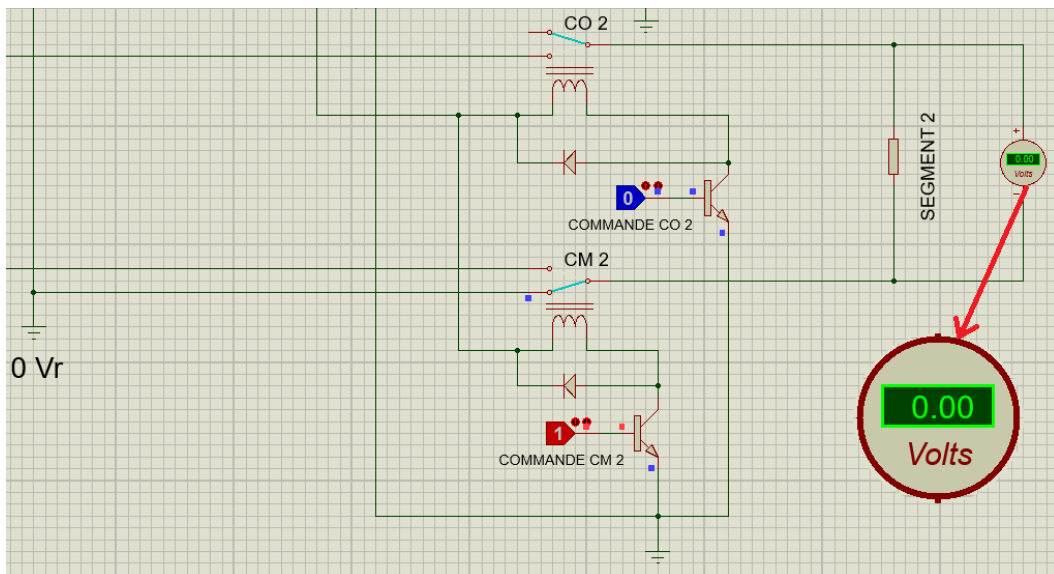 CO 2
SEGMENT 2
+
0.00
Volts
-
0
COMMANDE CO 2
CM 2
0 Vr
0.00
Volts
1
COMMANDE CM 2